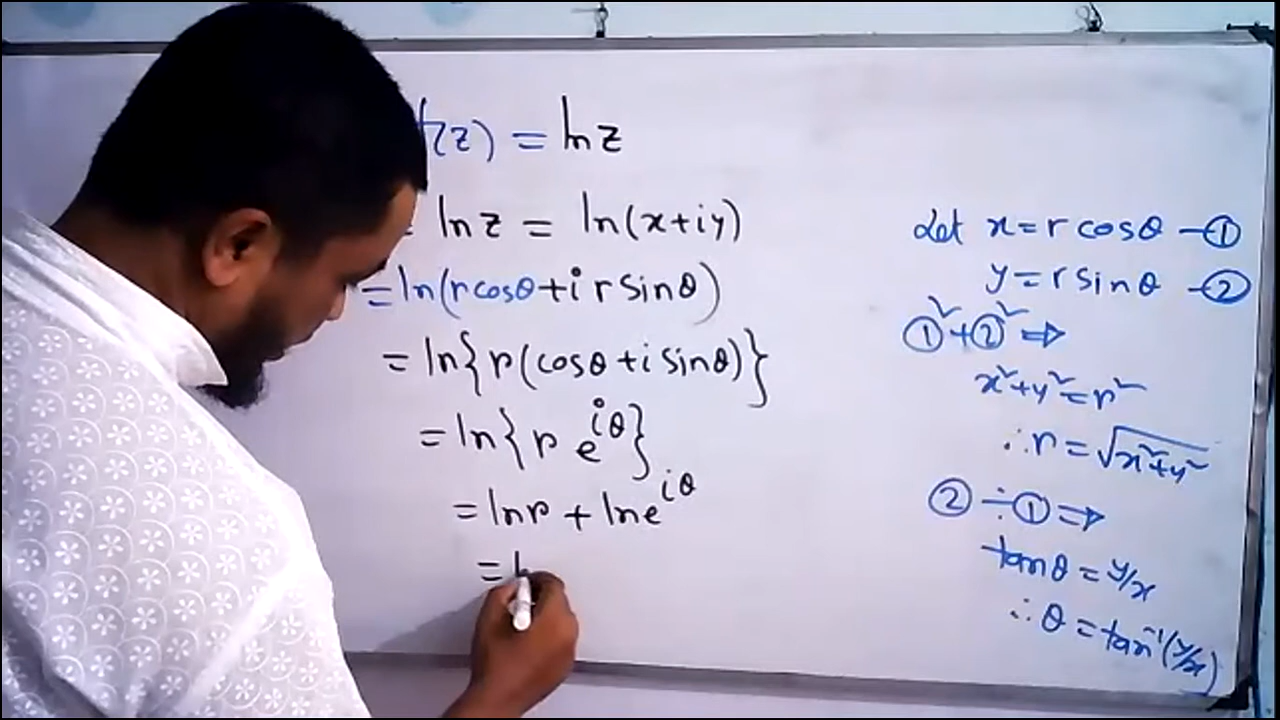 f(z) = ln z
ln z = ln(x+iy)
= ln(r cosθ + i r sinθ)
= ln{r(cosθ + i sinθ)}
= ln{r e^{iθ}}
= ln r + ln e^{iθ}
= l
Let x = r cosθ —①
y = r sinθ —②
①² + ②² ⇒
x² + y² = r²
∴ r = √(x² + y²)
② ÷ ① ⇒
tanθ = y/x
∴ θ = tan⁻¹(y/x)